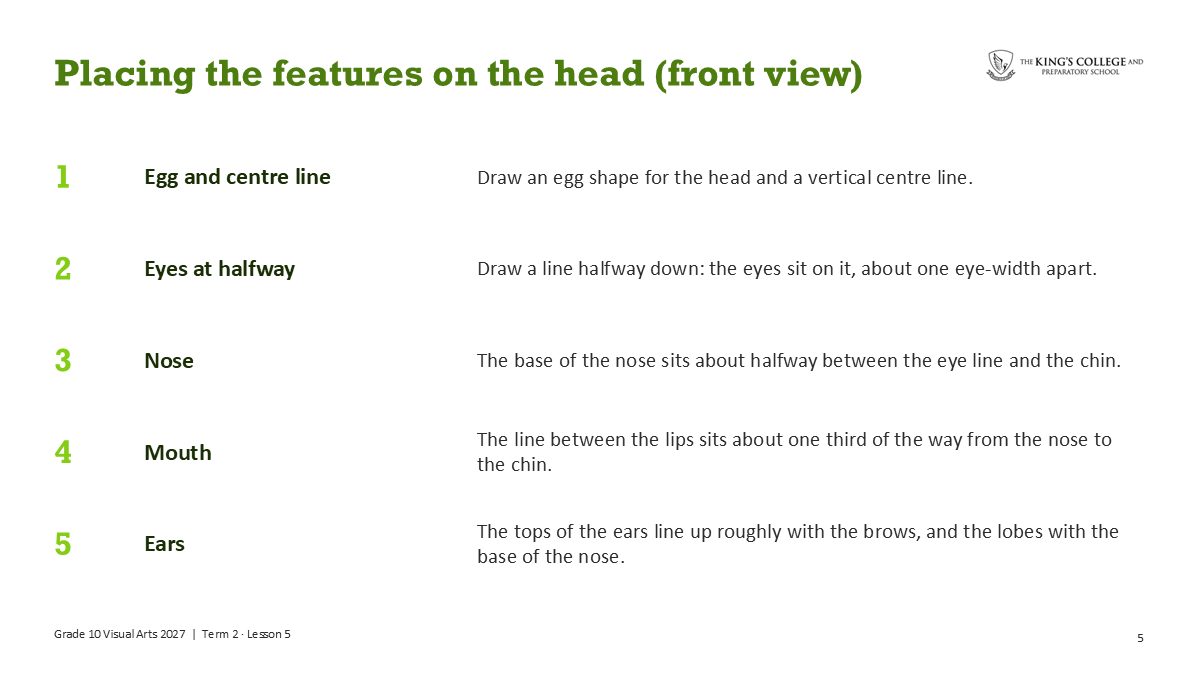 Placing the features on the head (front view)
THE KING'S COLLEGE AND
PREPARATORY SCHOOL
1
Egg and centre line
Draw an egg shape for the head and a vertical centre line.
2
Eyes at halfway
Draw a line halfway down: the eyes sit on it, about one eye-width apart.
3
Nose
The base of the nose sits about halfway between the eye line and the chin.
4
Mouth
The line between the lips sits about one third of the way from the nose to
the chin.
5
Ears
The tops of the ears line up roughly with the brows, and the lobes with the
base of the nose.
Grade 10 Visual Arts 2027 | Term 2 · Lesson 5
5